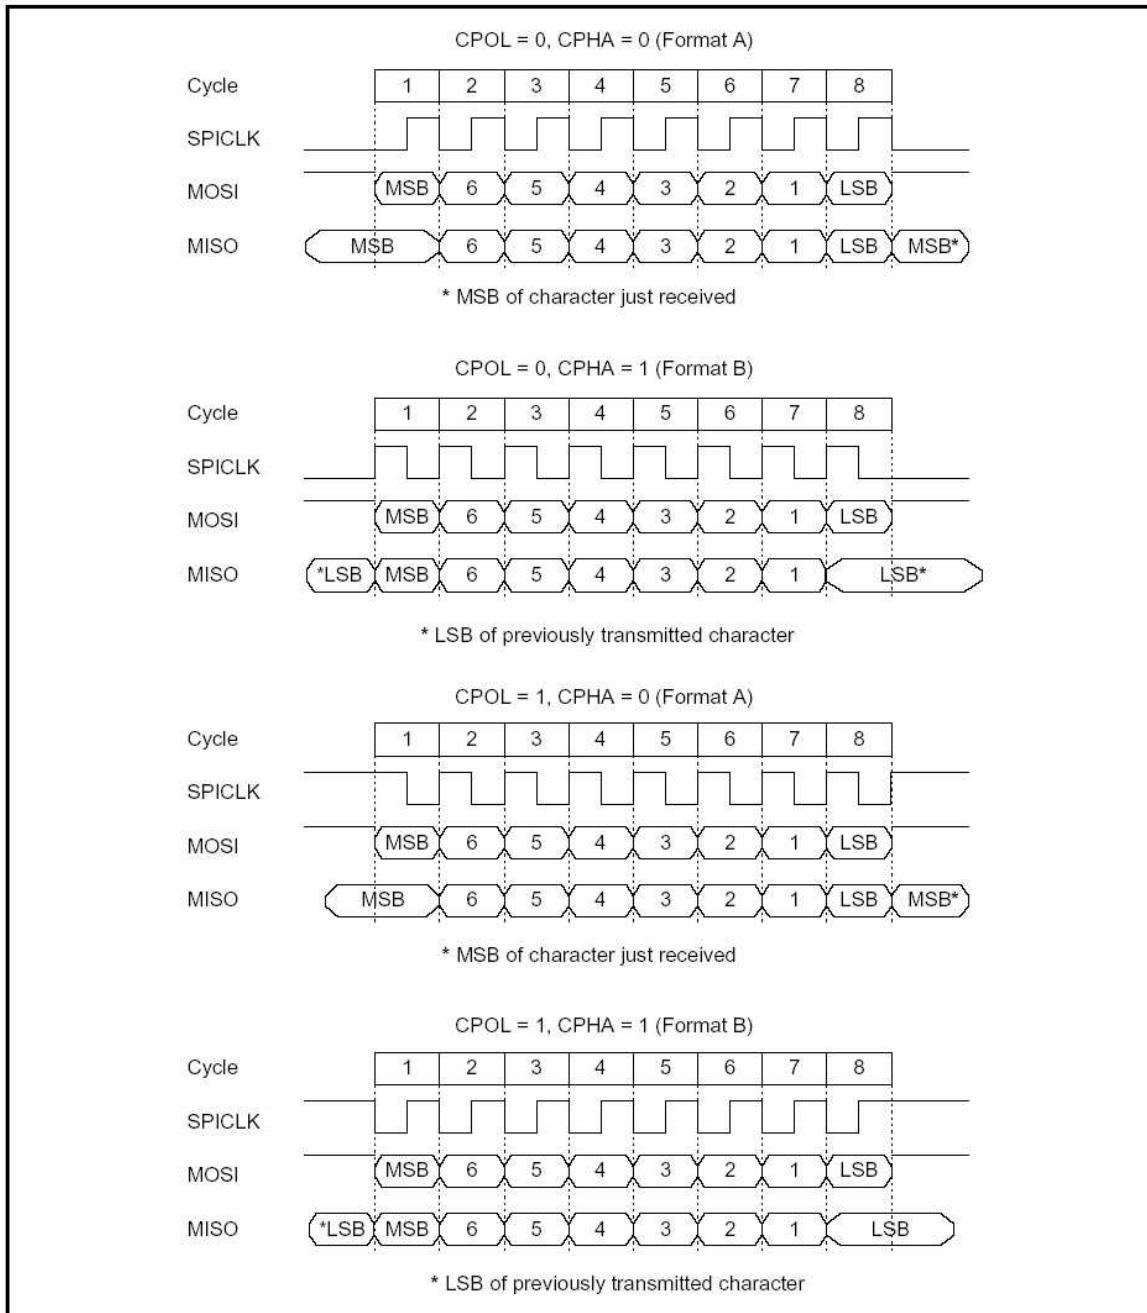 CPOL = 0, CPHA = 0 (Format A)
Cycle 1 2 3 4 5 6 7 8
SPICLK
MOSI MSB 6 5 4 3 2 1 LSB
MISO MSB 6 5 4 3 2 1 LSB MSB*
* MSB of character just received
CPOL = 0, CPHA = 1 (Format B)
Cycle 1 2 3 4 5 6 7 8
SPICLK
MOSI MSB 6 5 4 3 2 1 LSB
MISO *LSB MSB 6 5 4 3 2 1 LSB*
* LSB of previously transmitted character
CPOL = 1, CPHA = 0 (Format A)
Cycle 1 2 3 4 5 6 7 8
SPICLK
MOSI MSB 6 5 4 3 2 1 LSB
MISO MSB 6 5 4 3 2 1 LSB MSB*
* MSB of character just received
CPOL = 1, CPHA = 1 (Format B)
Cycle 1 2 3 4 5 6 7 8
SPICLK
MOSI MSB 6 5 4 3 2 1 LSB
MISO *LSB MSB 6 5 4 3 2 1 LSB
* LSB of previously transmitted character